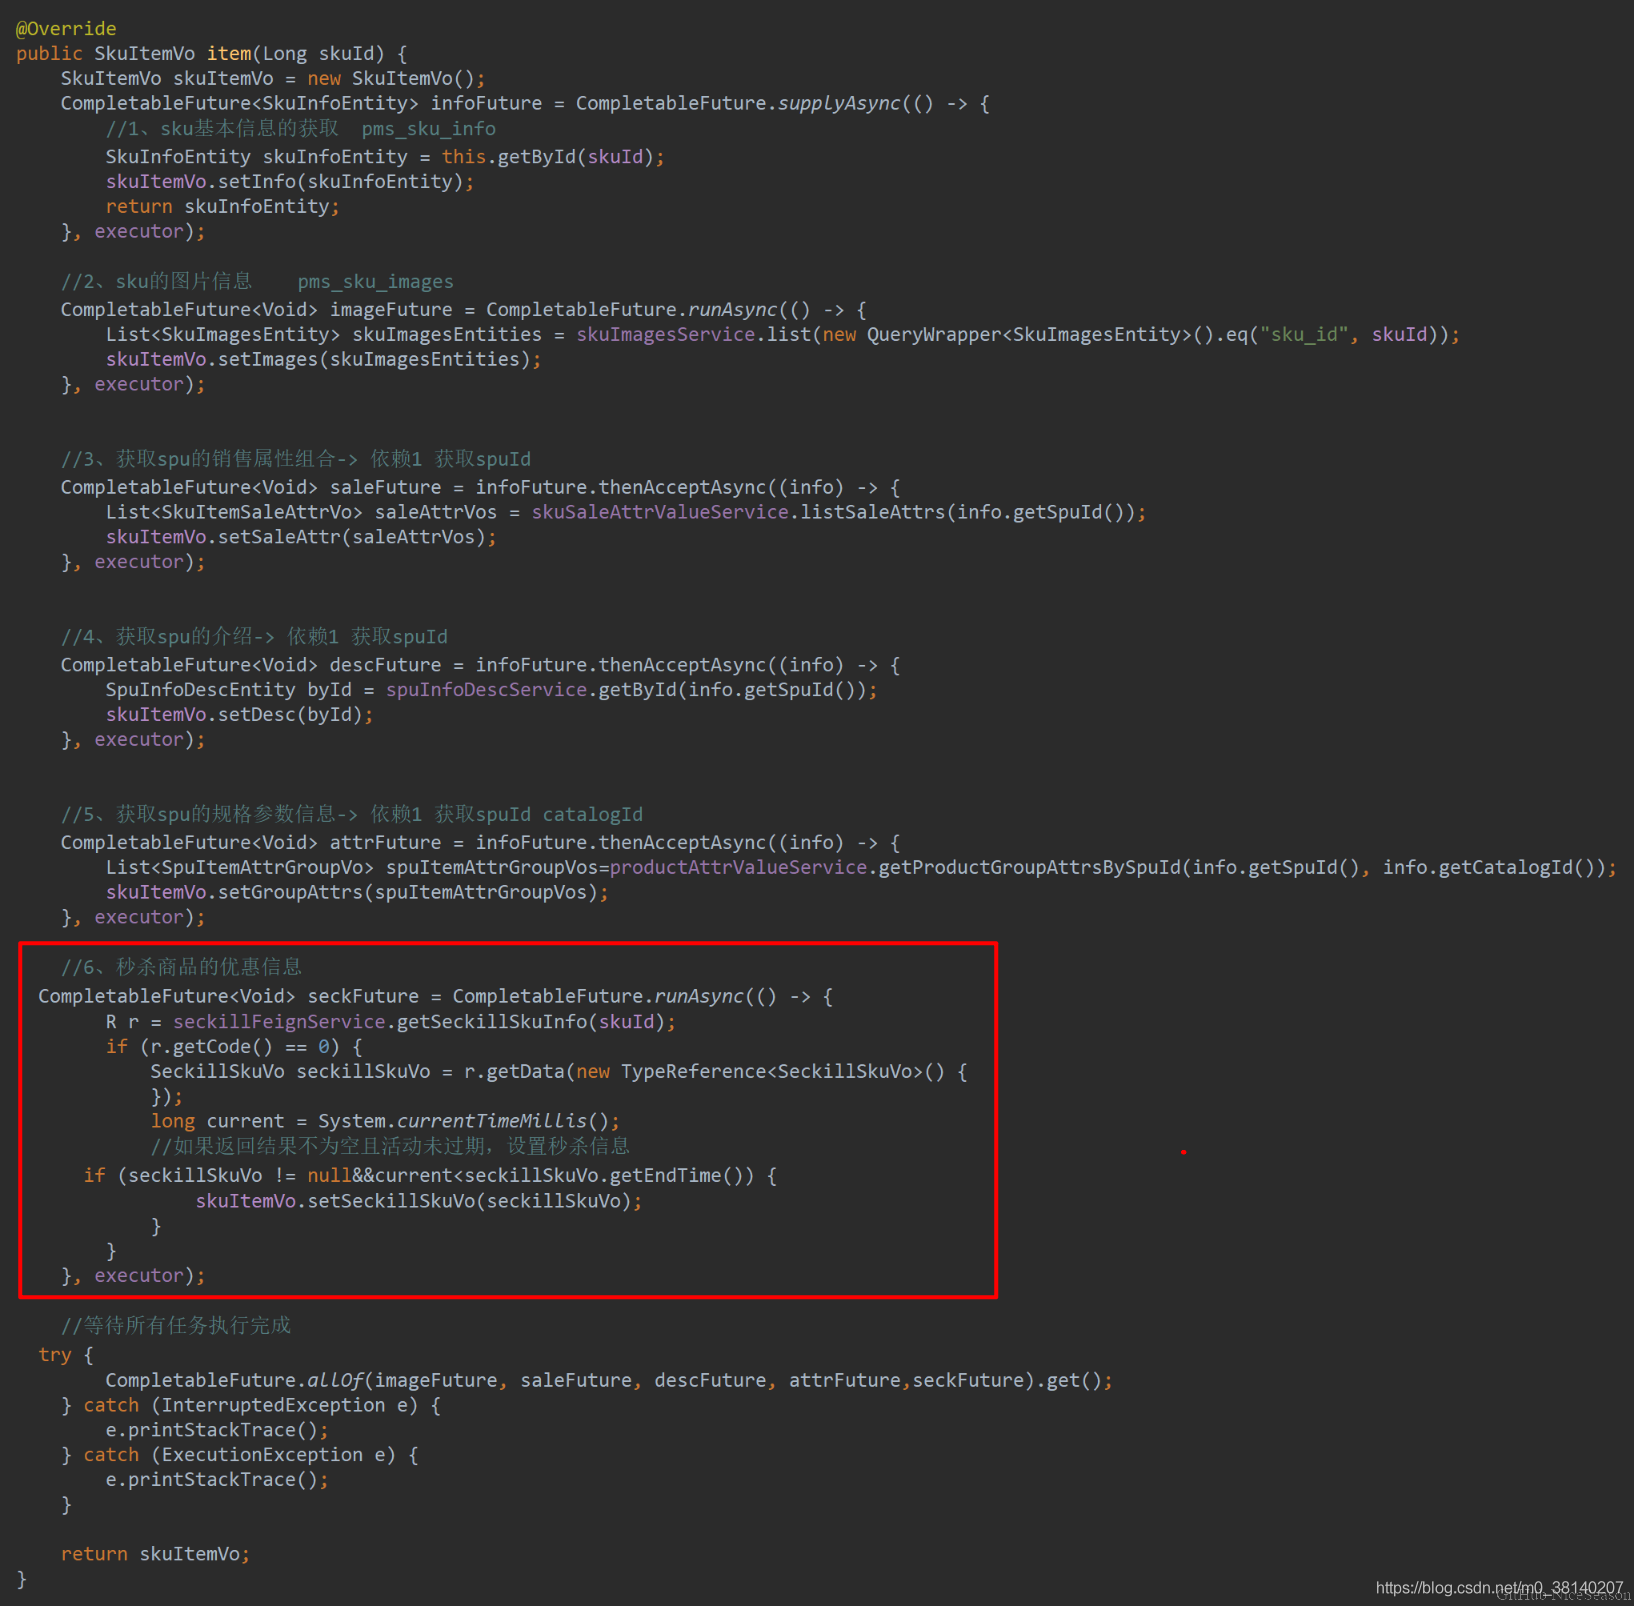 @Override
public SkuItemVo item(Long skuId) {
SkuItemVo skuItemVo = new SkuItemVo();
CompletableFuture<SkuInfoEntity> infoFuture = CompletableFuture.supplyAsync(() -> {
//1、sku基本信息的获取  pms_sku_info
SkuInfoEntity skuInfoEntity = this.getById(skuId);
skuItemVo.setInfo(skuInfoEntity);
return skuInfoEntity;
}, executor);
//2、sku的图片信息    pms_sku_images
CompletableFuture<Void> imageFuture = CompletableFuture.runAsync(() -> {
List<SkuImagesEntity> skuImagesEntities = skuImagesService.list(new QueryWrapper<SkuImagesEntity>().eq("sku_id", skuId));
skuItemVo.setImages(skuImagesEntities);
}, executor);
//3、获取spu的销售属性组合-> 依赖1 获取spuId
CompletableFuture<Void> saleFuture = infoFuture.thenAcceptAsync((info) -> {
List<SkuItemSaleAttrVo> saleAttrVos = skuSaleAttrValueService.listSaleAttrs(info.getSpuId());
skuItemVo.setSaleAttr(saleAttrVos);
}, executor);
//4、获取spu的介绍-> 依赖1 获取spuId
CompletableFuture<Void> descFuture = infoFuture.thenAcceptAsync((info) -> {
SpuInfoDescEntity byId = spuInfoDescService.getById(info.getSpuId());
skuItemVo.setDesc(byId);
}, executor);
//5、获取spu的规格参数信息-> 依赖1 获取spuId catalogId
CompletableFuture<Void> attrFuture = infoFuture.thenAcceptAsync((info) -> {
List<SpuItemAttrGroupVo> spuItemAttrGroupVos=productAttrValueService.getProductGroupAttrsBySpuId(info.getSpuId(), info.getCatalogId());
skuItemVo.setGroupAttrs(spuItemAttrGroupVos);
}, executor);
//6、秒杀商品的优惠信息
CompletableFuture<Void> seckFuture = CompletableFuture.runAsync(() -> {
R r = seckillFeignService.getSeckillSkuInfo(skuId);
if (r.getCode() == 0) {
SeckillSkuVo seckillSkuVo = r.getData(new TypeReference<SeckillSkuVo>() {
});
long current = System.currentTimeMillis();
//如果返回结果不为空且活动未过期，设置秒杀信息
if (seckillSkuVo != null&&current<seckillSkuVo.getEndTime()) {
skuItemVo.setSeckillSkuVo(seckillSkuVo);
}
}
}, executor);
//等待所有任务执行完成
try {
CompletableFuture.allOf(imageFuture, saleFuture, descFuture, attrFuture,seckFuture).get();
} catch (InterruptedException e) {
e.printStackTrace();
} catch (ExecutionException e) {
e.printStackTrace();
}
return skuItemVo;
}
https://blog.csdn.net/m0_38140207
GitHub-NiceSeason